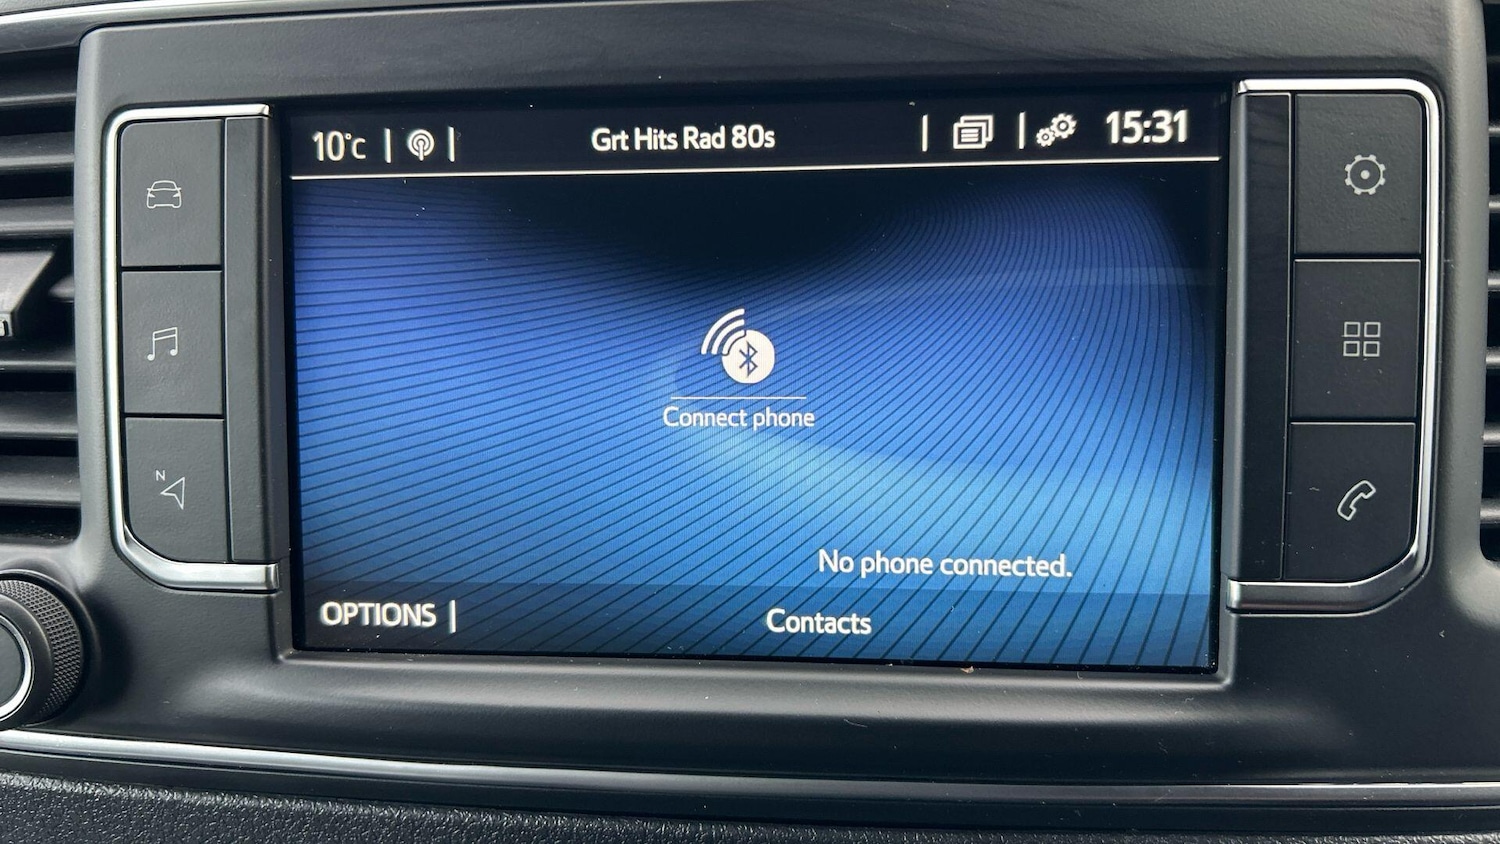 10°C
Grt Hits Rad 80s
15:31
Connect phone
No phone connected.
OPTIONS
Contacts
N